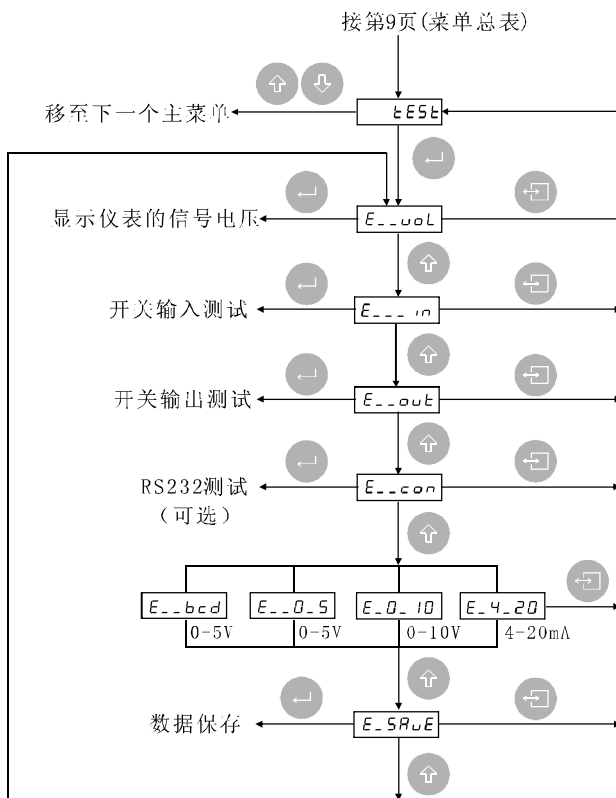 接第9页(菜单总表)
移至下一个主菜单
tESt
显示仪表的信号电压
E__voL
开关输入测试
E___in
开关输出测试
E__out
RS232测试
(可选)
E__con
E__bcd
E__0_5
E_0_10
E_4_20
0-5V
0-5V
0-10V
4-20mA
数据保存
E_SAvE